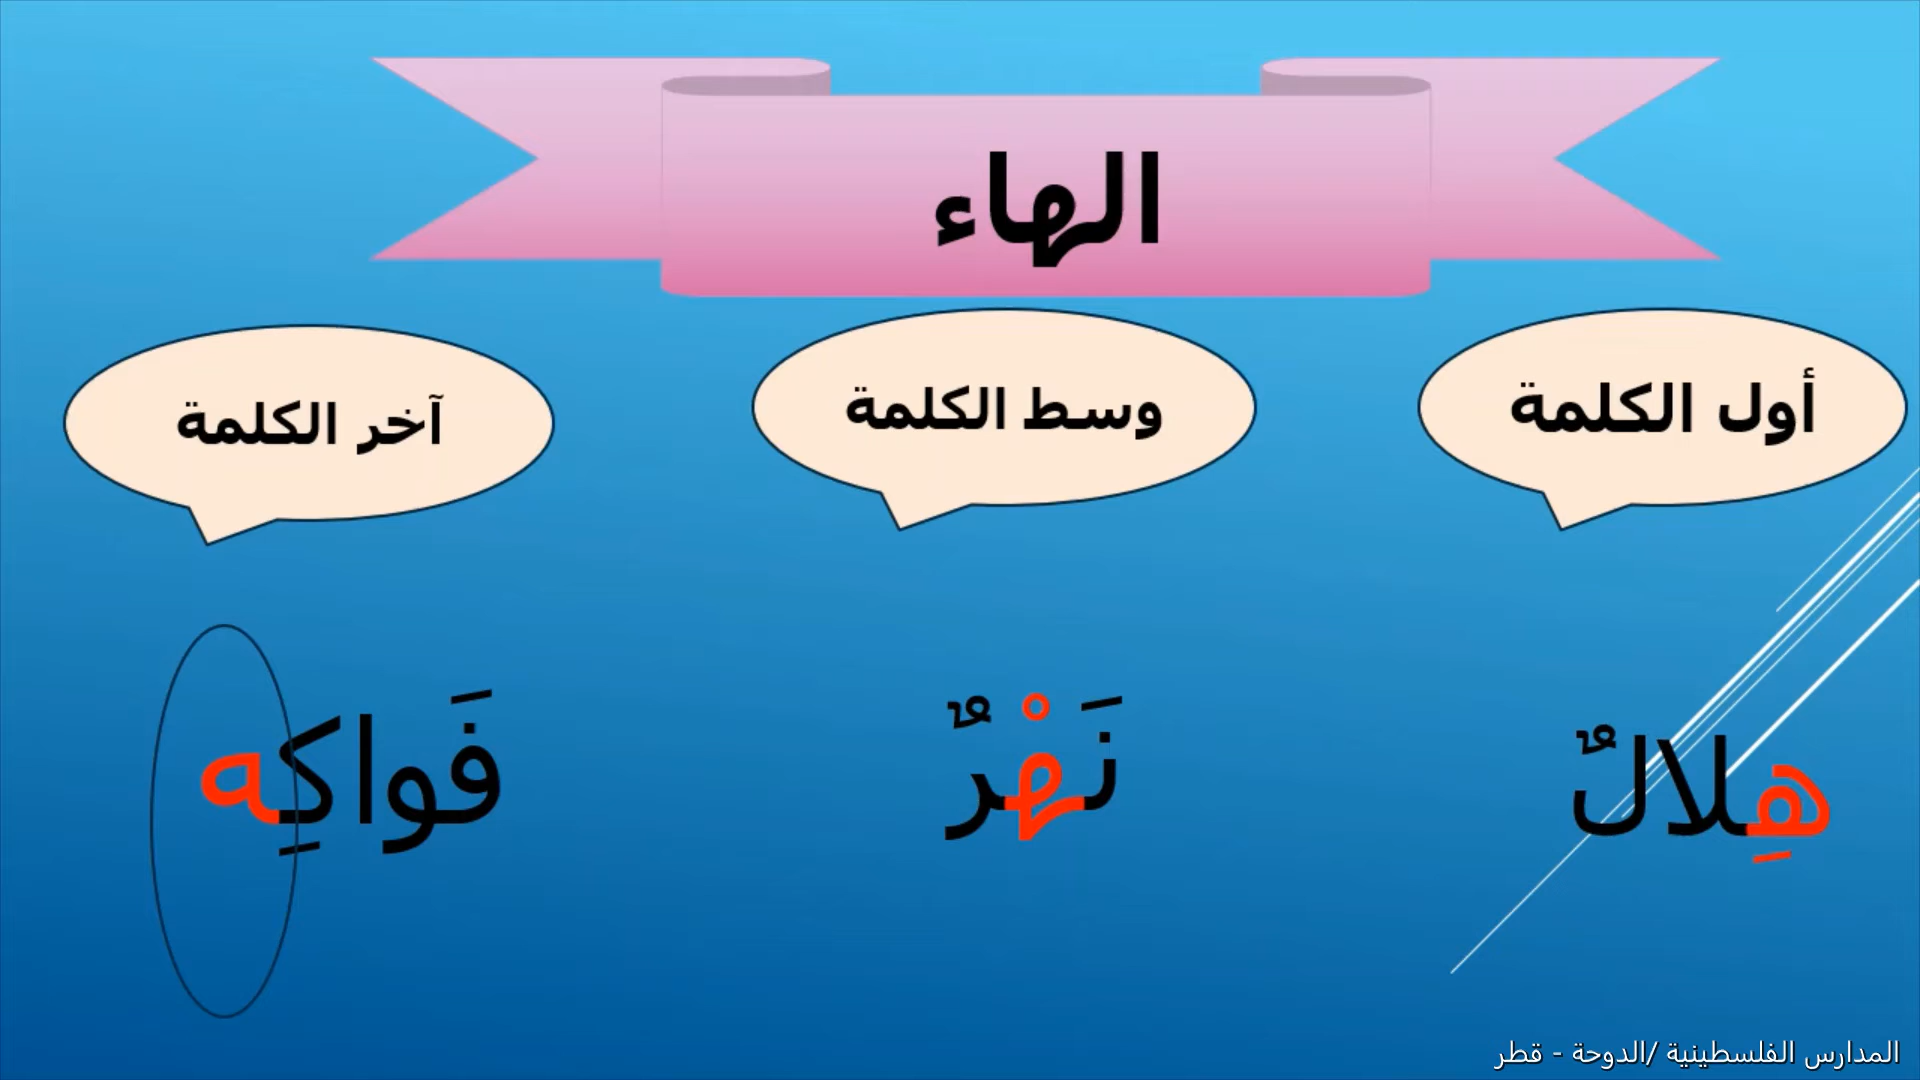 الهاء
أول الكلمة
وسط الكلمة
آخر الكلمة
هِلالٌ
نَهْرٌ
فَواكِه
المدارس الفلسطينية /الدوحة - قطر